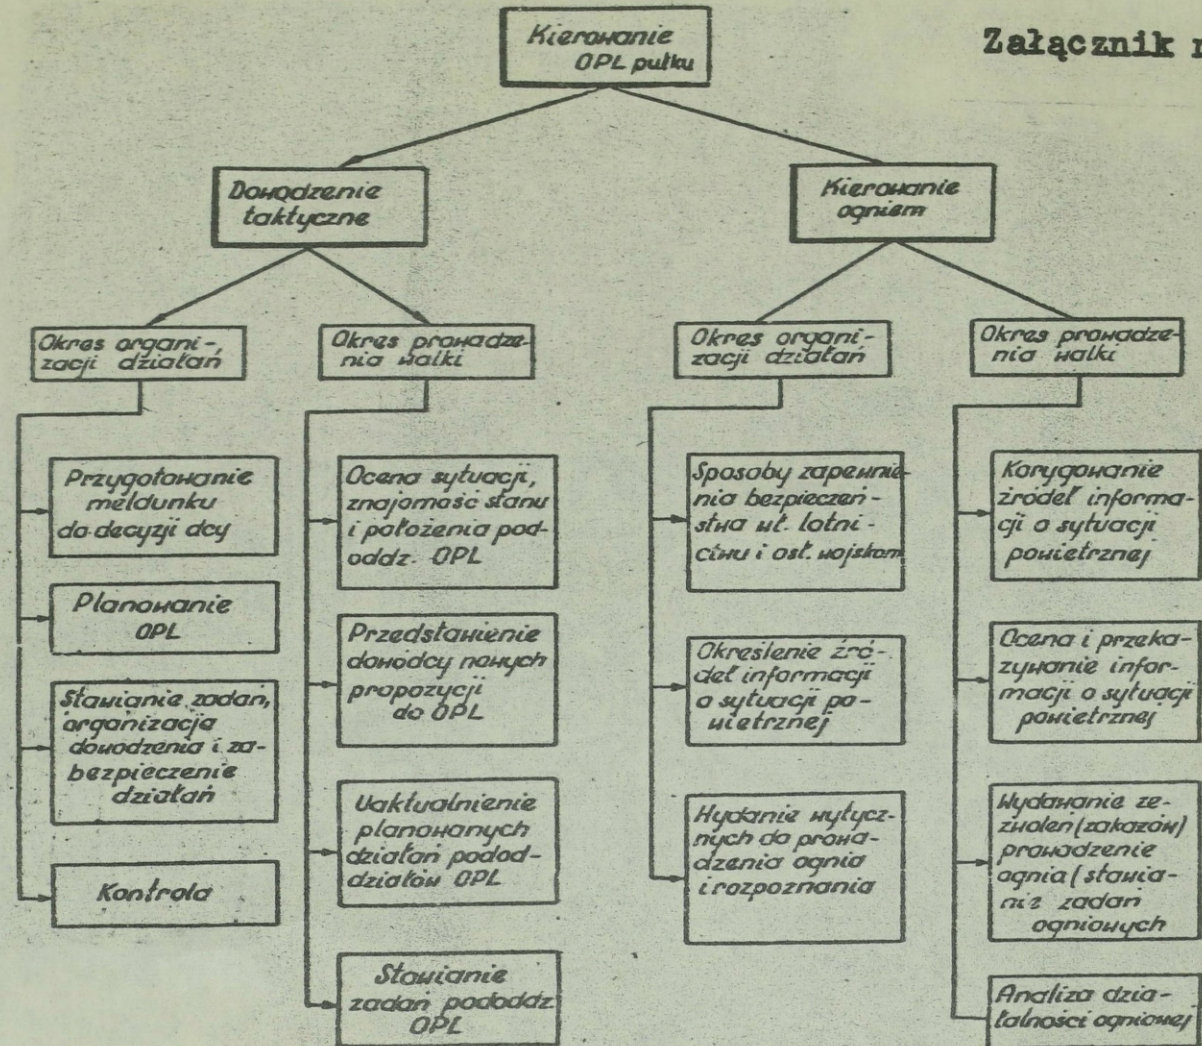 Załącznik
Kierowanie
OPL pułku
Dowodzenie
taktyczne
Kierowanie
ogniem
Okres organi-
zacji działań
Okres prowadze-
nia walki
Okres organi-
zacji działań
Okres prowadze-
nia walki
Przygotowanie
meldunku
do decyzji dcy
Planowanie
OPL
Stawianie zadań,
organizacja
dowodzenia i za-
bezpieczenie
działań
Kontrola
Ocena sytuacji,
znajomość stanu
i położenia pod-
oddz. OPL
Przedstawienie
dowódcy nowych
propozycji
do OPL
Uaktualnienie
planowanych
działań podod-
działów OPL
Stawianie
zadań pododdz
OPL
Sposoby zapewnie-
nia bezpieczeń-
stwa wł. lotni-
ctwu i osł. wojskom
Określenie źró-
deł informacji
o sytuacji po-
wietrznej
Wydanie wytycz-
nych do prowa-
dzenia ognia
i rozpoznania
Korygowanie
źródeł informa-
cji o sytuacji
powietrznej
Ocena i przeka-
zywanie infor-
macji o sytuacji
powietrznej
Wydawanie ze-
zwoleń (zakazów)
prowadzenie
ognia (stawia-
nie zadań
ogniowych
Analiza dzia-
łalności ogniowej